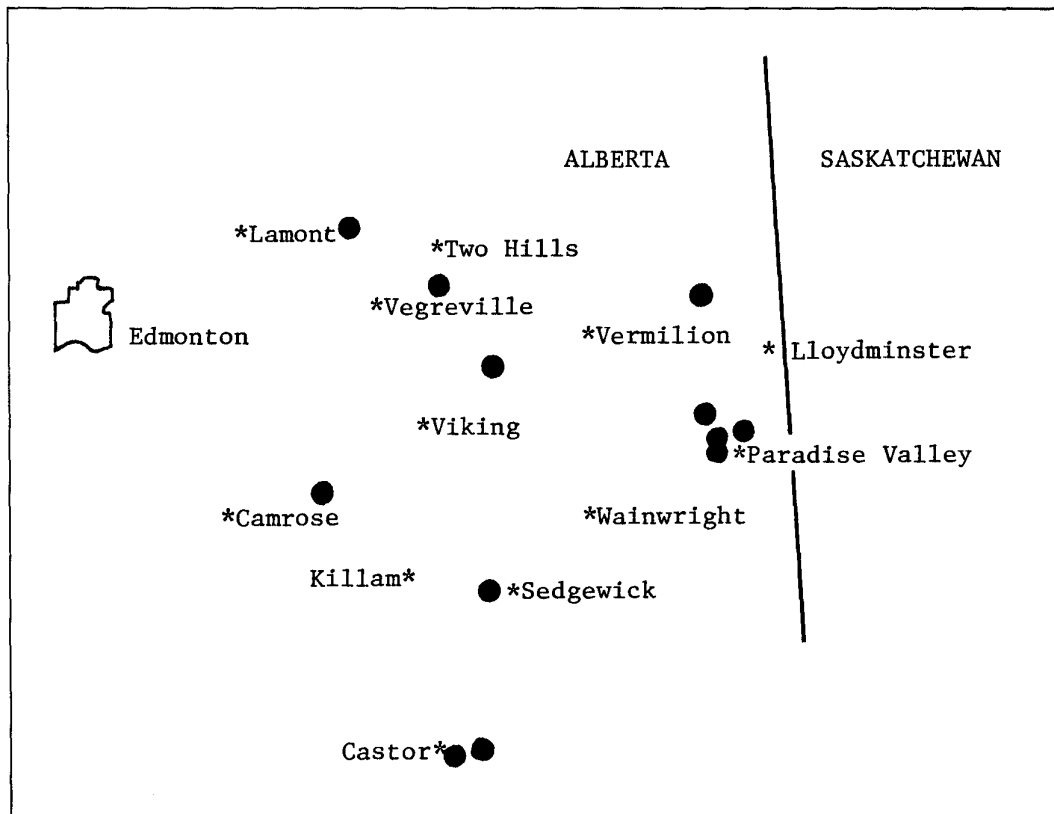 ALBERTA SASKATCHEWAN
*Lamont
*Two Hills
*Vegreville
Edmonton
*Vermilion
* Lloydminster
*Viking
*Paradise Valley
*Camrose
*Wainwright
Killam*
*Sedgewick
Castor*